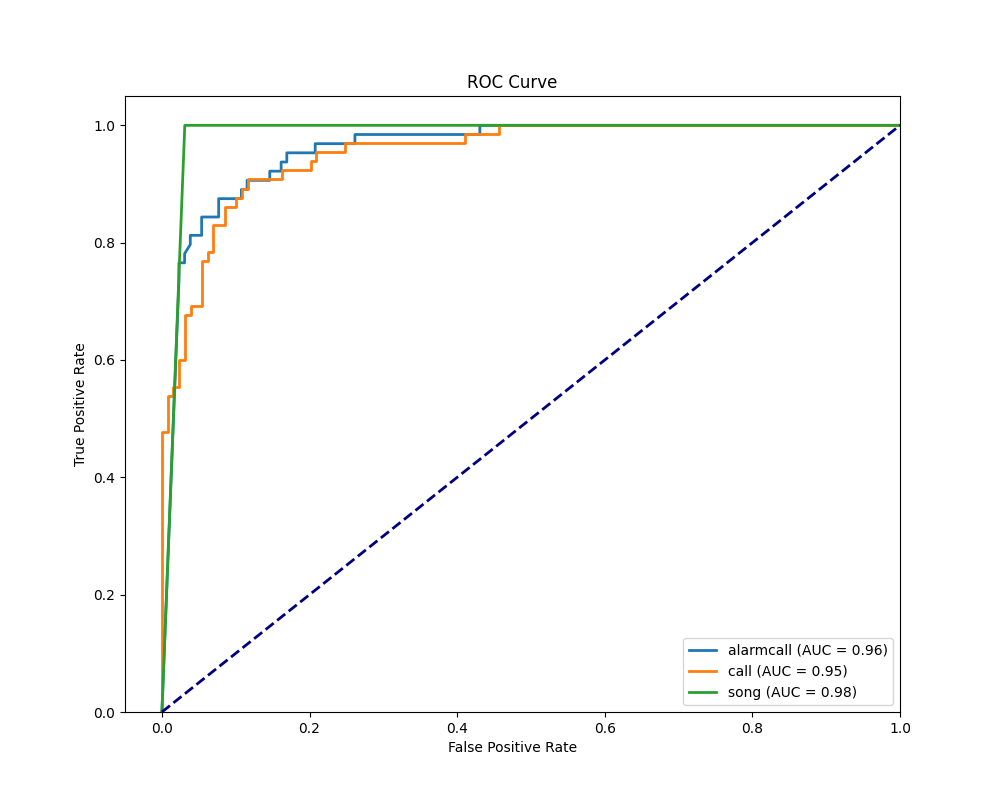 ROC Curve
True Positive Rate
1.0
0.8
0.6
0.4
0.2
0.0
0.0 0.2 0.4 0.6 0.8 1.0
False Positive Rate
alarmcall (AUC = 0.96)
call (AUC = 0.95)
song (AUC = 0.98)